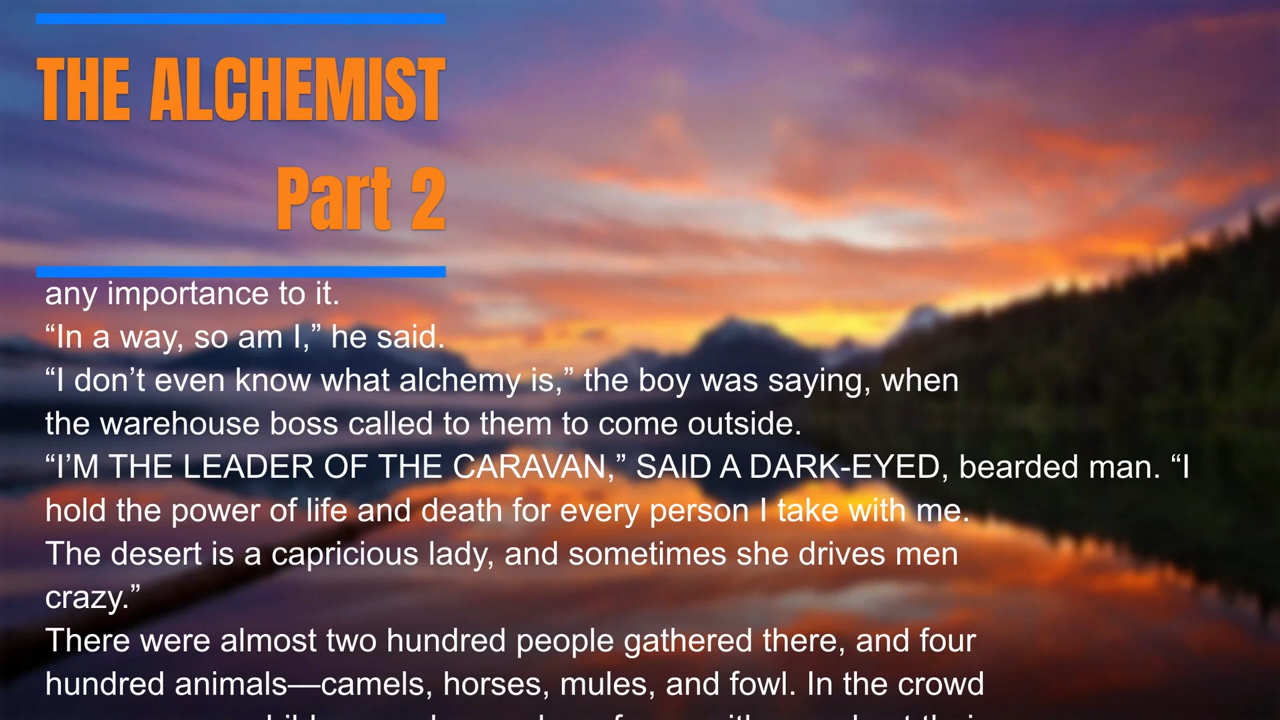 THE ALCHEMIST
Part 2
any importance to it.
“In a way, so am I,” he said.
“I don’t even know what alchemy is,” the boy was saying, when
the warehouse boss called to them to come outside.
“I’M THE LEADER OF THE CARAVAN,” SAID A DARK-EYED, bearded man. “I
hold the power of life and death for every person I take with me.
The desert is a capricious lady, and sometimes she drives men
crazy.”
There were almost two hundred people gathered there, and four
hundred animals—camels, horses, mules, and fowl. In the crowd